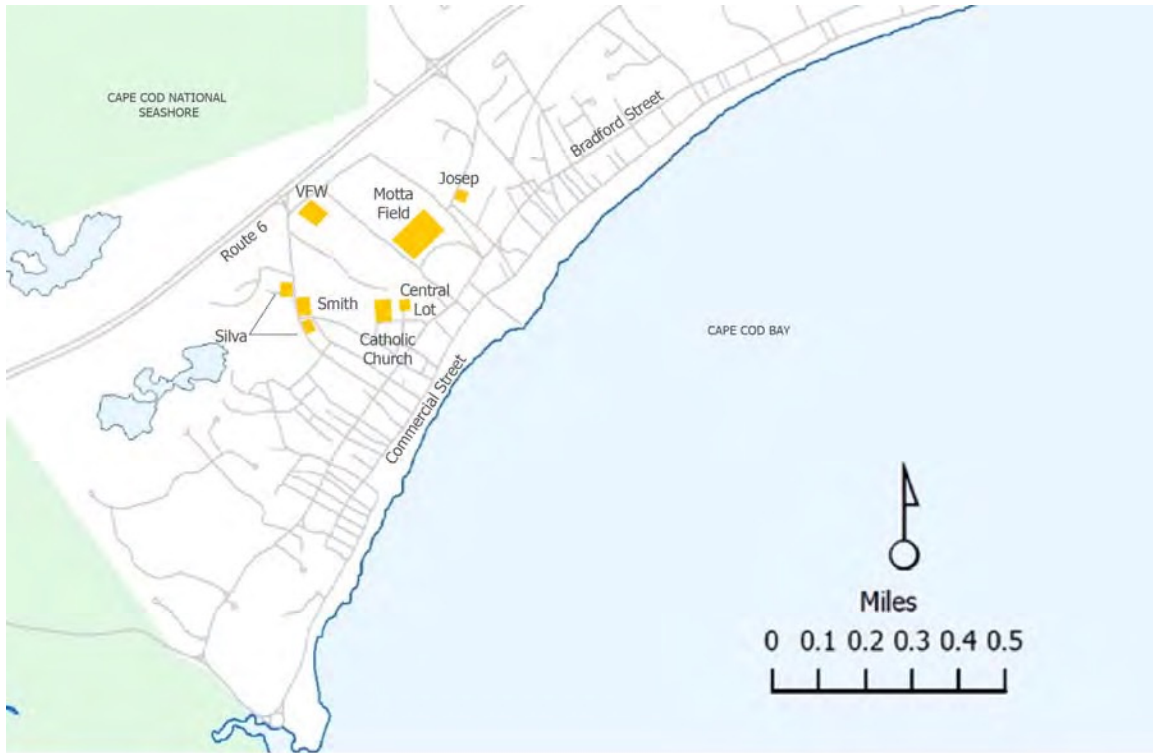 CAPE COD NATIONAL
SEASHORE
Bradford Street
Josep
VFW
Motta
Field
Route 6
Central
Lot
Smith
Silva
Catholic
Church
CAPE COD BAY
Commercial Street
Miles
0 0.1 0.2 0.3 0.4 0.5